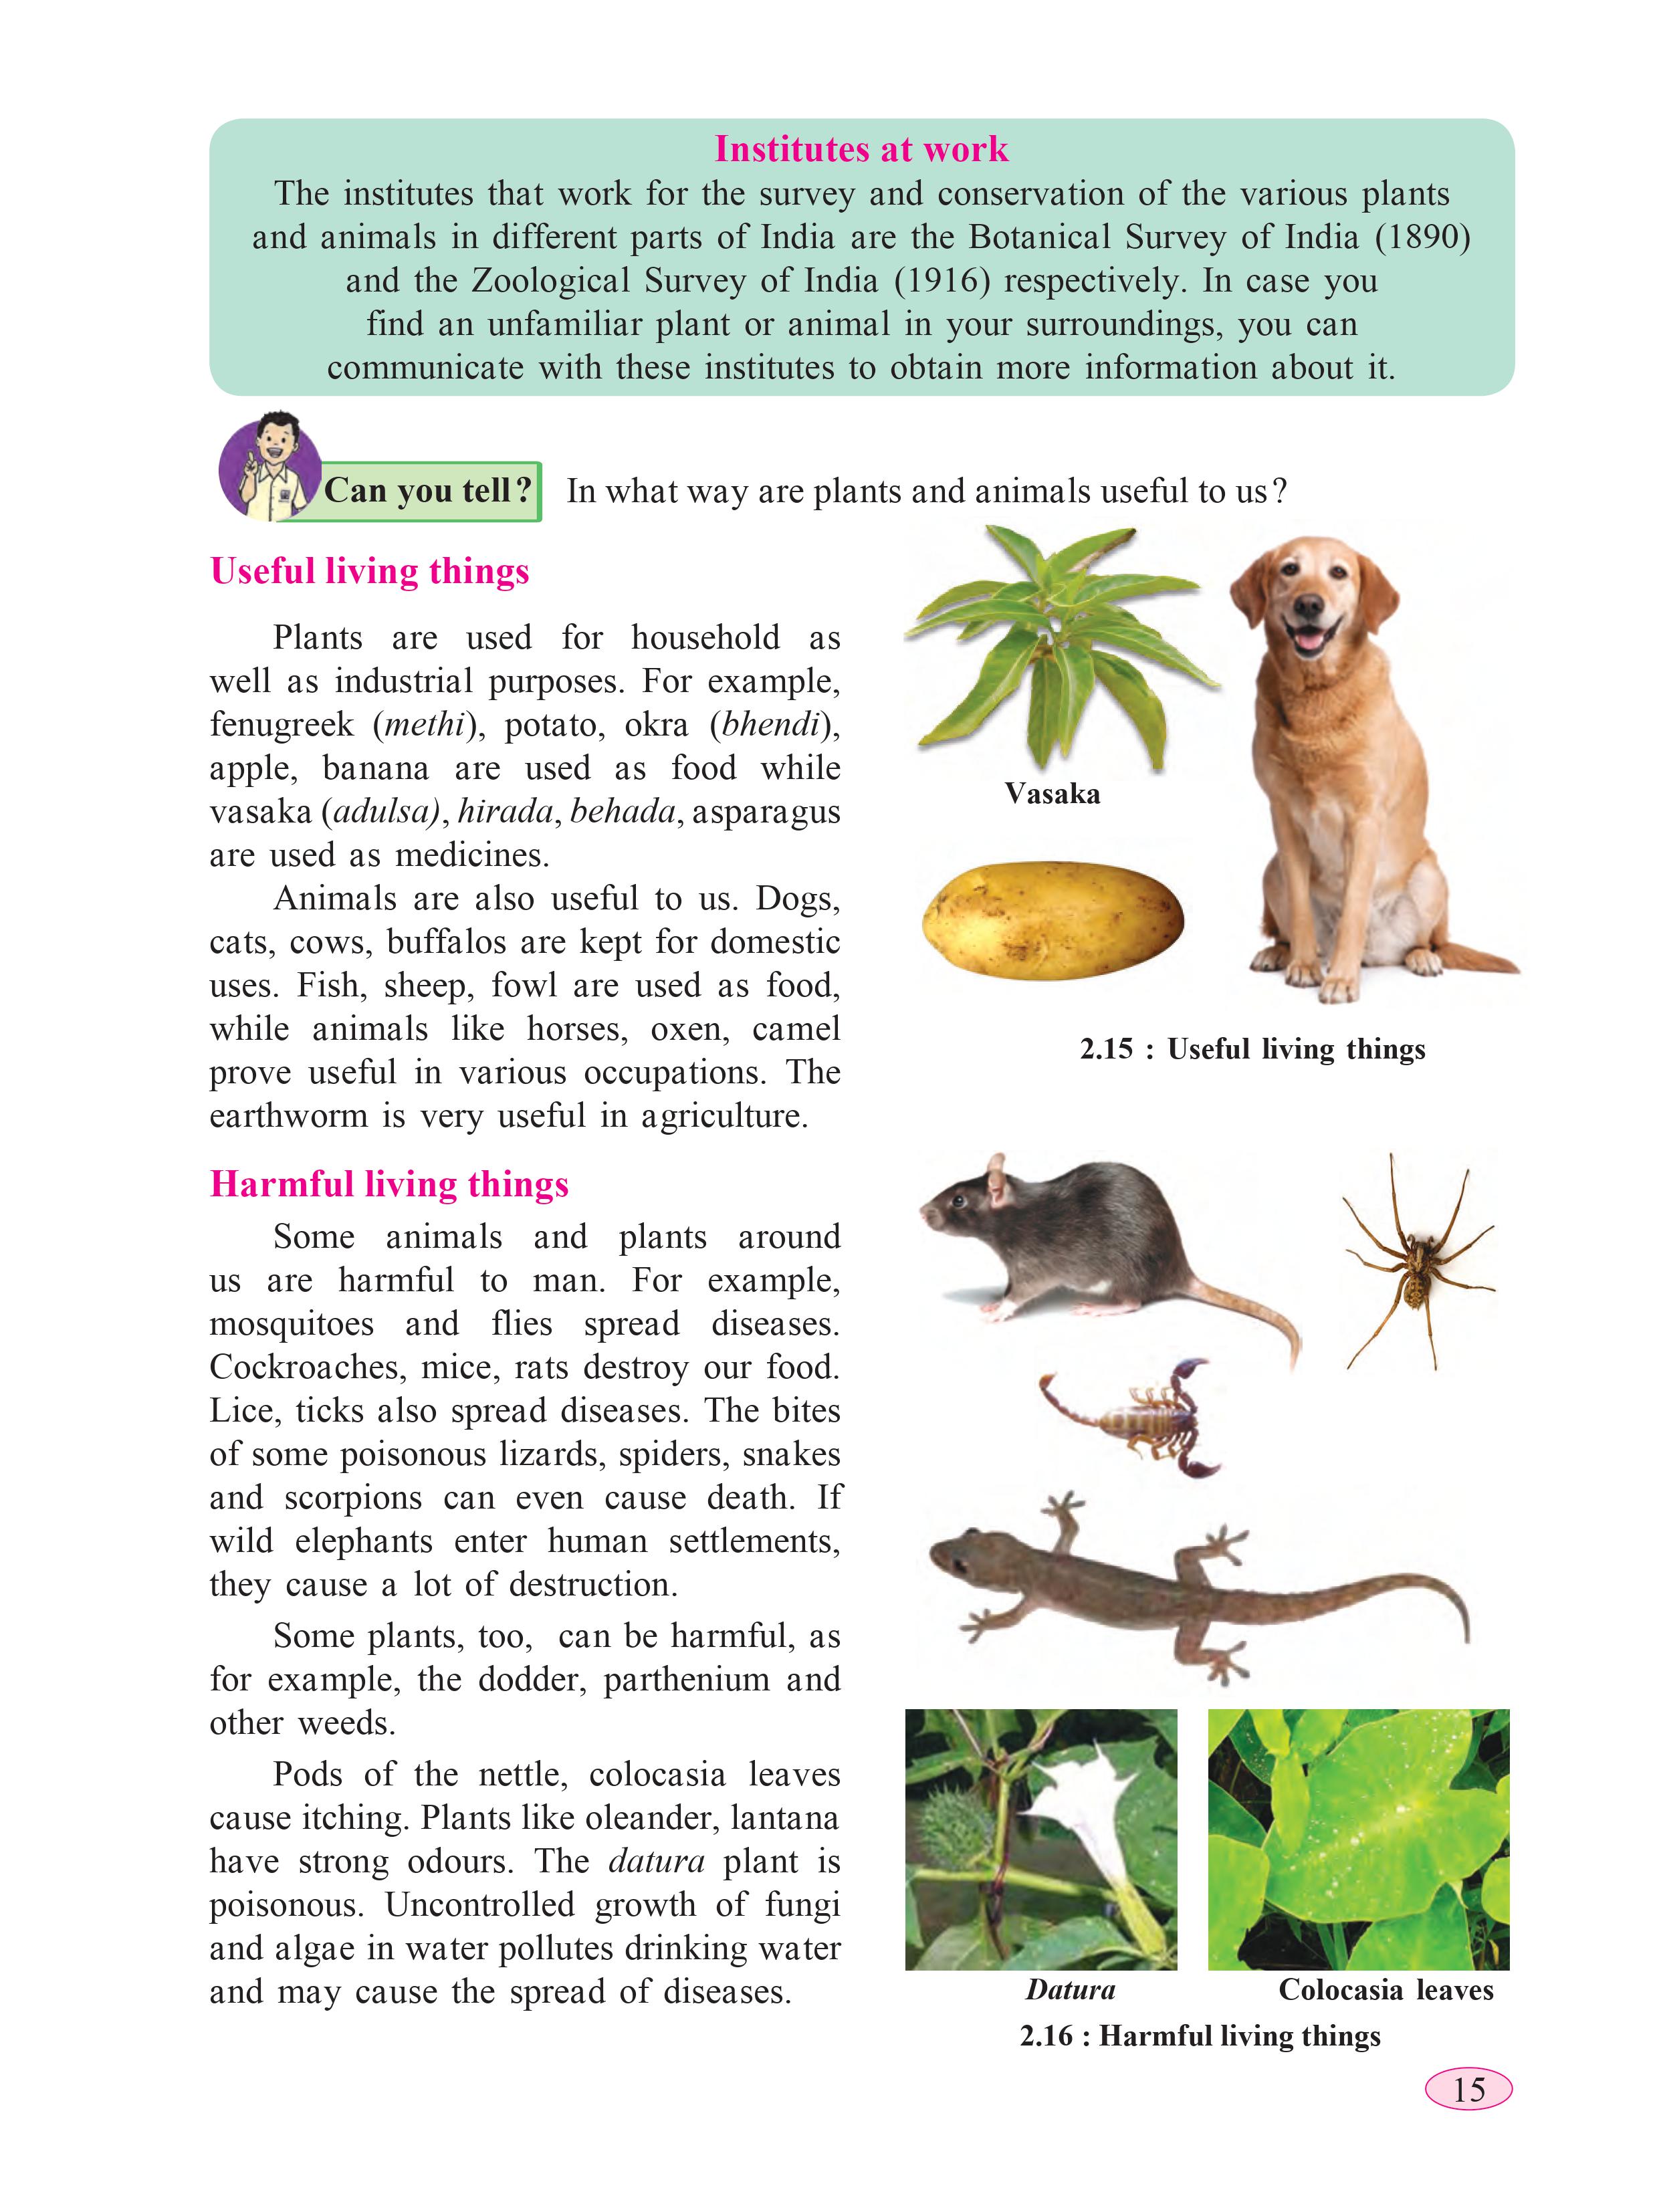 Institutes at work
The institutes that work for the survey and conservation of the various plants
and animals in different parts of India are the Botanical Survey of India (1890)
and the Zoological Survey of India (1916) respectively. In case you
find an unfamiliar plant or animal in your surroundings, you can
communicate with these institutes to obtain more information about it.
Can you tell?
In what way are plants and animals useful to us?
Useful living things
Plants are used for household as
well as industrial purposes. For example,
fenugreek (methi), potato, okra (bhendi),
apple, banana are used as food while
vasaka (adulsa), hirada, behada, asparagus
are used as medicines.
Animals are also useful to us. Dogs,
cats, cows, buffalos are kept for domestic
uses. Fish, sheep, fowl are used as food,
while animals like horses, oxen, camel
prove useful in various occupations. The
earthworm is very useful in agriculture.
Vasaka
2.15 : Useful living things
Harmful living things
Some animals and plants around
us are harmful to man. For example,
mosquitoes and flies spread diseases.
Cockroaches, mice, rats destroy our food.
Lice, ticks also spread diseases. The bites
of some poisonous lizards, spiders, snakes
and scorpions can even cause death. If
wild elephants enter human settlements,
they cause a lot of destruction.
Some plants, too, can be harmful, as
for example, the dodder, parthenium and
other weeds.
Pods of the nettle, colocasia leaves
cause itching. Plants like oleander, lantana
have strong odours. The datura plant is
poisonous. Uncontrolled growth of fungi
and algae in water pollutes drinking water
and may cause the spread of diseases.
Datura
Colocasia leaves
2.16 : Harmful living things
15